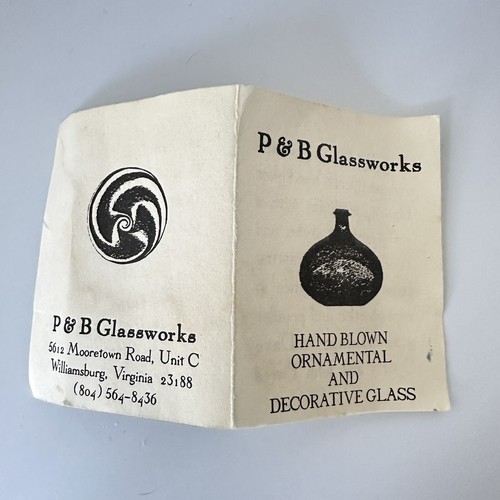 P & B Glassworks
5612 Mooretown Road, Unit C
Williamsburg, Virginia 23188
(804) 564-8436
P & B Glassworks
HAND BLOWN
ORNAMENTAL
AND
DECORATIVE GLASS